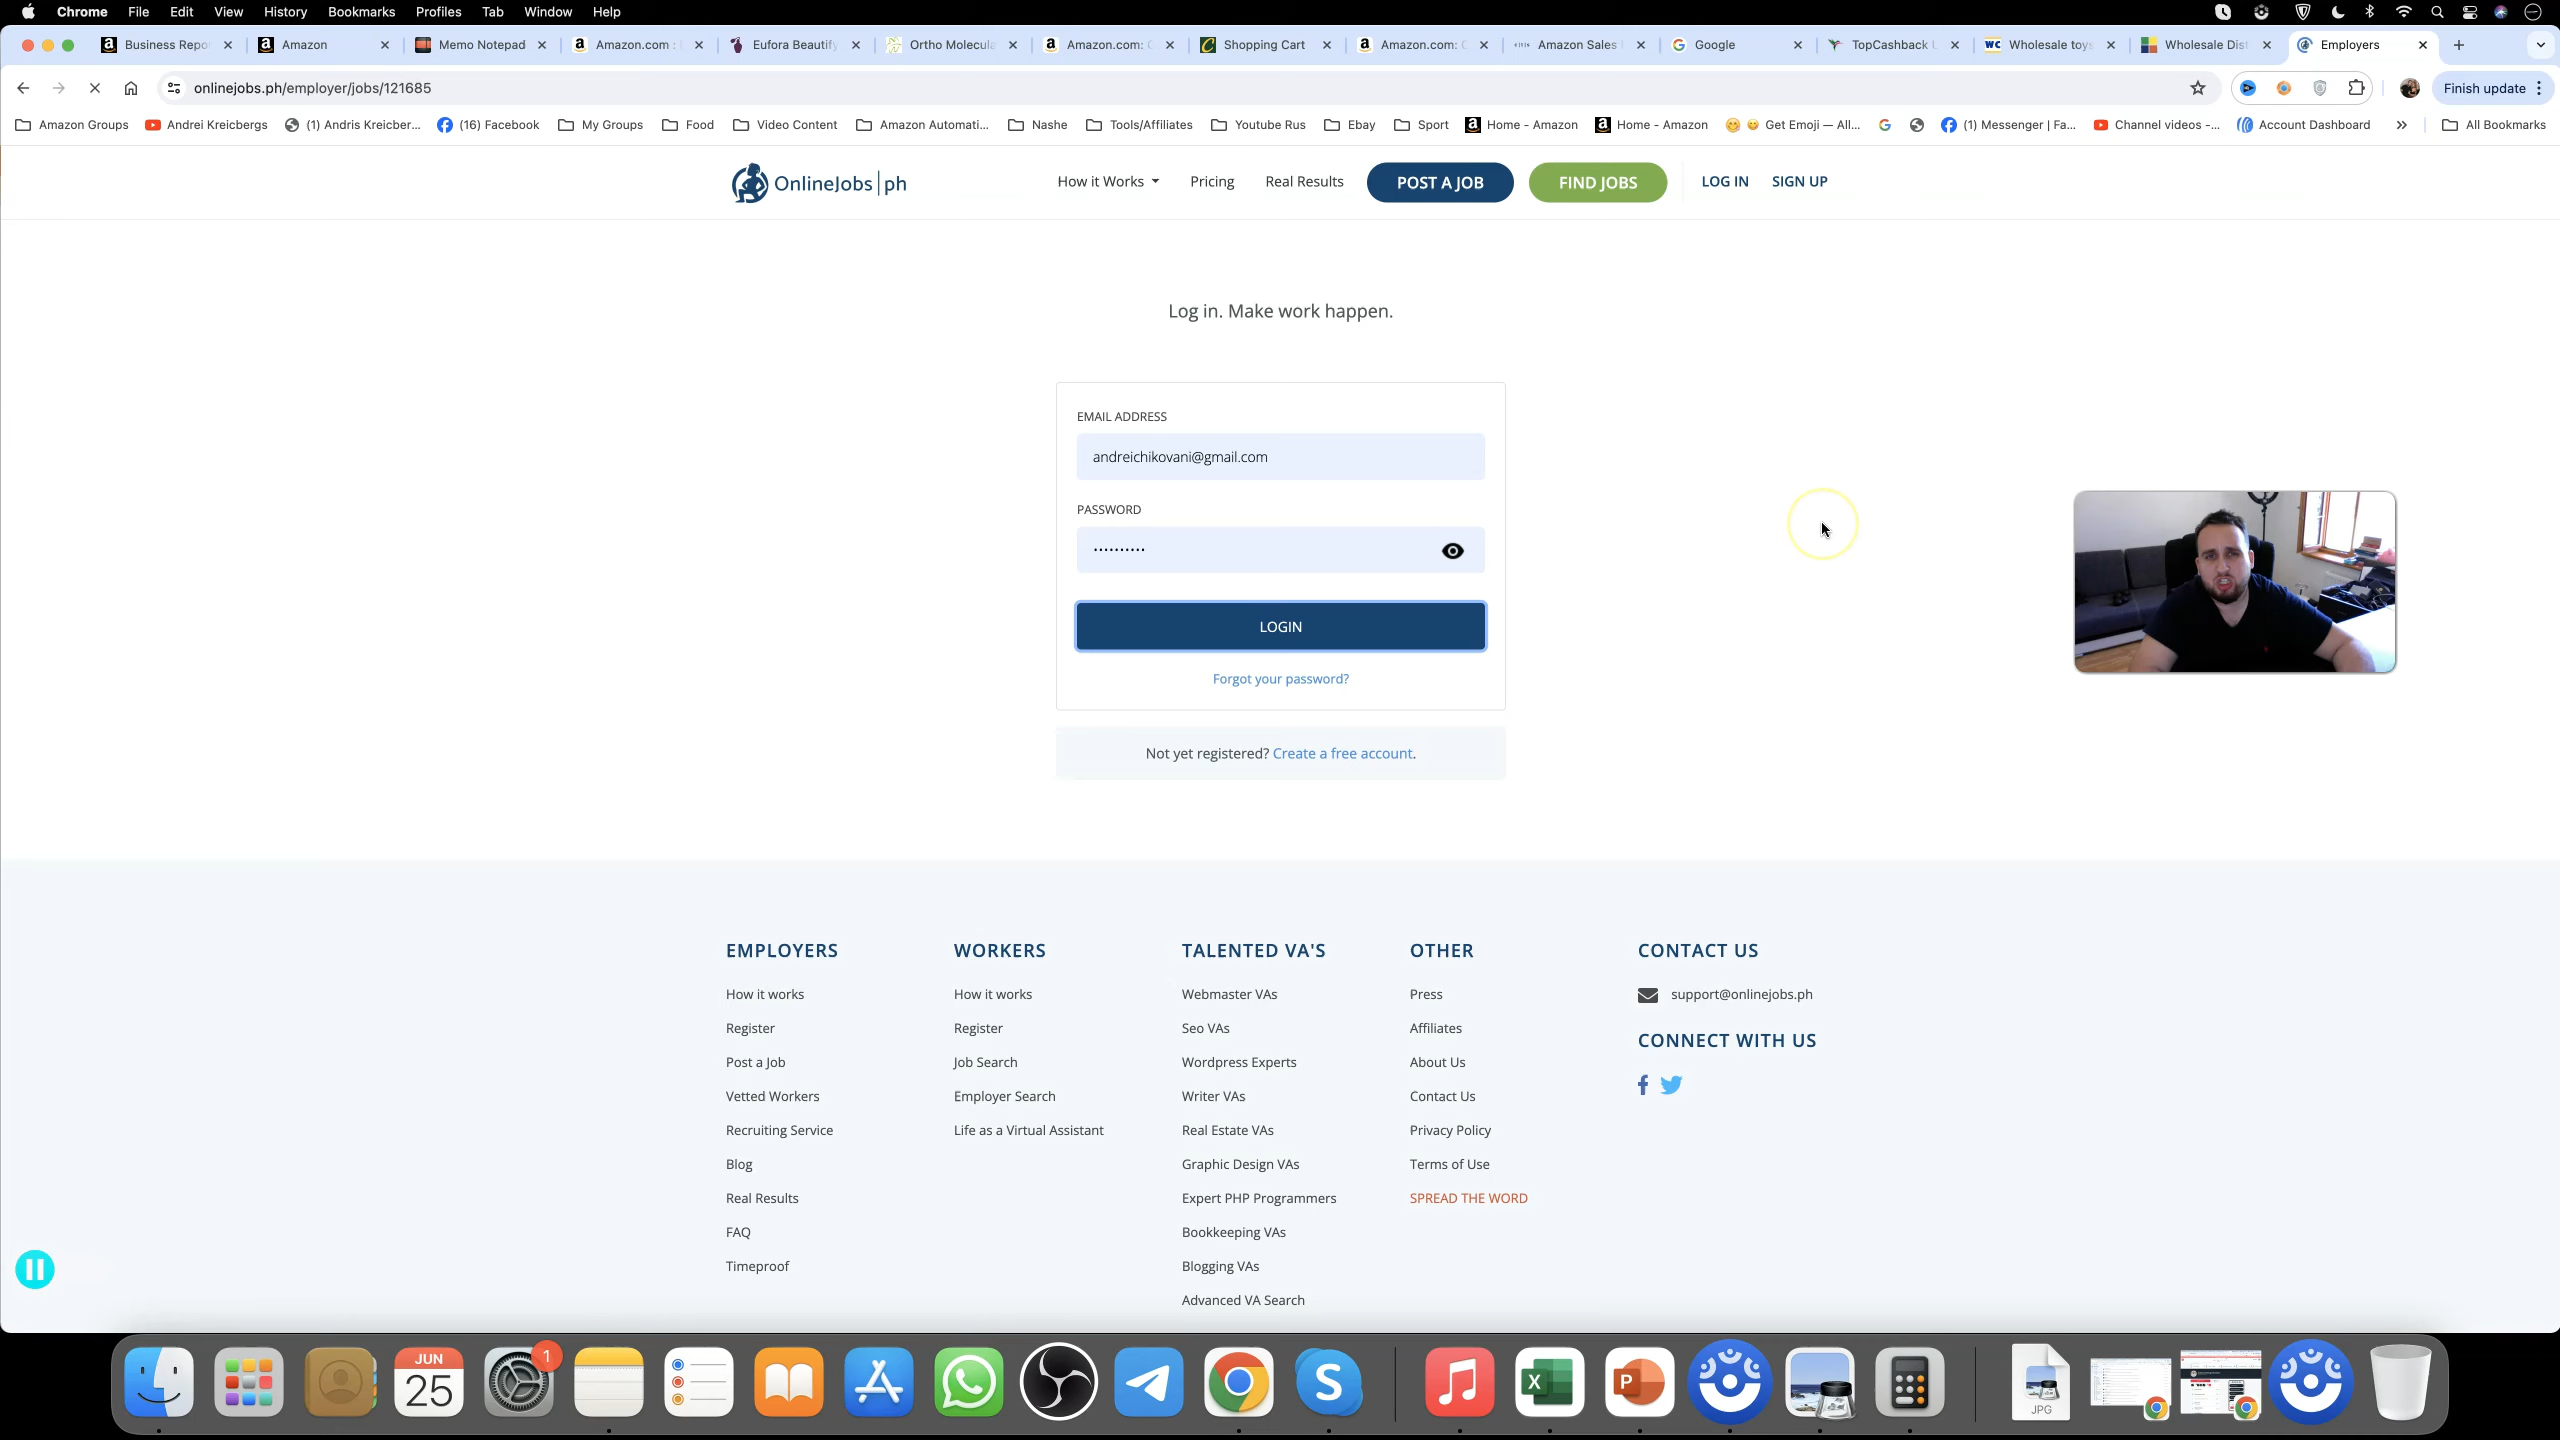 Chrome File Edit View History Bookmarks Profiles Tab Window Help
Business Repo Amazon Memo Notepad Amazon.com : Eufora Beautify Ortho Molecula Amazon.com: C Shopping Cart Amazon.com: C Amazon Sales Google TopCashback Wholesale toys Wholesale Dist Employers
onlinejobs.ph/employer/jobs/121685 Finish update
Amazon Groups Andrei Kreicbergs (1) Andris Kreicber... (16) Facebook My Groups Food Video Content Amazon Automati... Nashe Tools/Affiliates Youtube Rus Ebay Sport Home - Amazon Home - Amazon Get Emoji — All... (1) Messenger | Fa... Channel videos -... Account Dashboard All Bookmarks
OnlineJobs|ph How it Works Pricing Real Results POST A JOB FIND JOBS LOG IN SIGN UP
Log in. Make work happen.
EMAIL ADDRESS
andreichikovani@gmail.com
PASSWORD
••••••••••
LOGIN
Forgot your password?
Not yet registered? Create a free account.
EMPLOYERS WORKERS TALENTED VA'S OTHER CONTACT US
How it works How it works Webmaster VAs Press support@onlinejobs.ph
Register Register Seo VAs Affiliates
CONNECT WITH US
Post a Job Job Search Wordpress Experts About Us
Vetted Workers Employer Search Writer VAs Contact Us
Recruiting Service Life as a Virtual Assistant Real Estate VAs Privacy Policy
Blog Graphic Design VAs Terms of Use
Real Results Expert PHP Programmers SPREAD THE WORD
FAQ Bookkeeping VAs
Timeproof Blogging VAs
Advanced VA Search
JUN
25
1
X
P
S
JPG